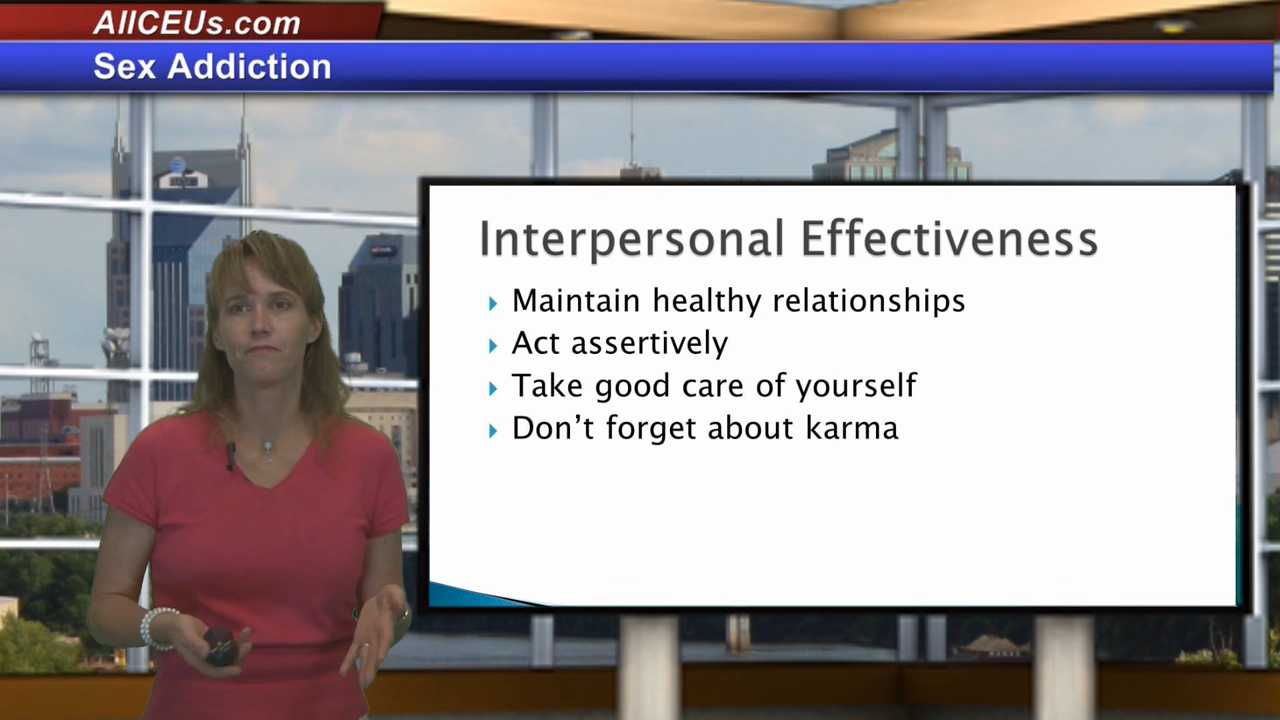 AllCEUs.com
Sex Addiction
Interpersonal Effectiveness
Maintain healthy relationships
Act assertively
Take good care of yourself
Don’t forget about karma